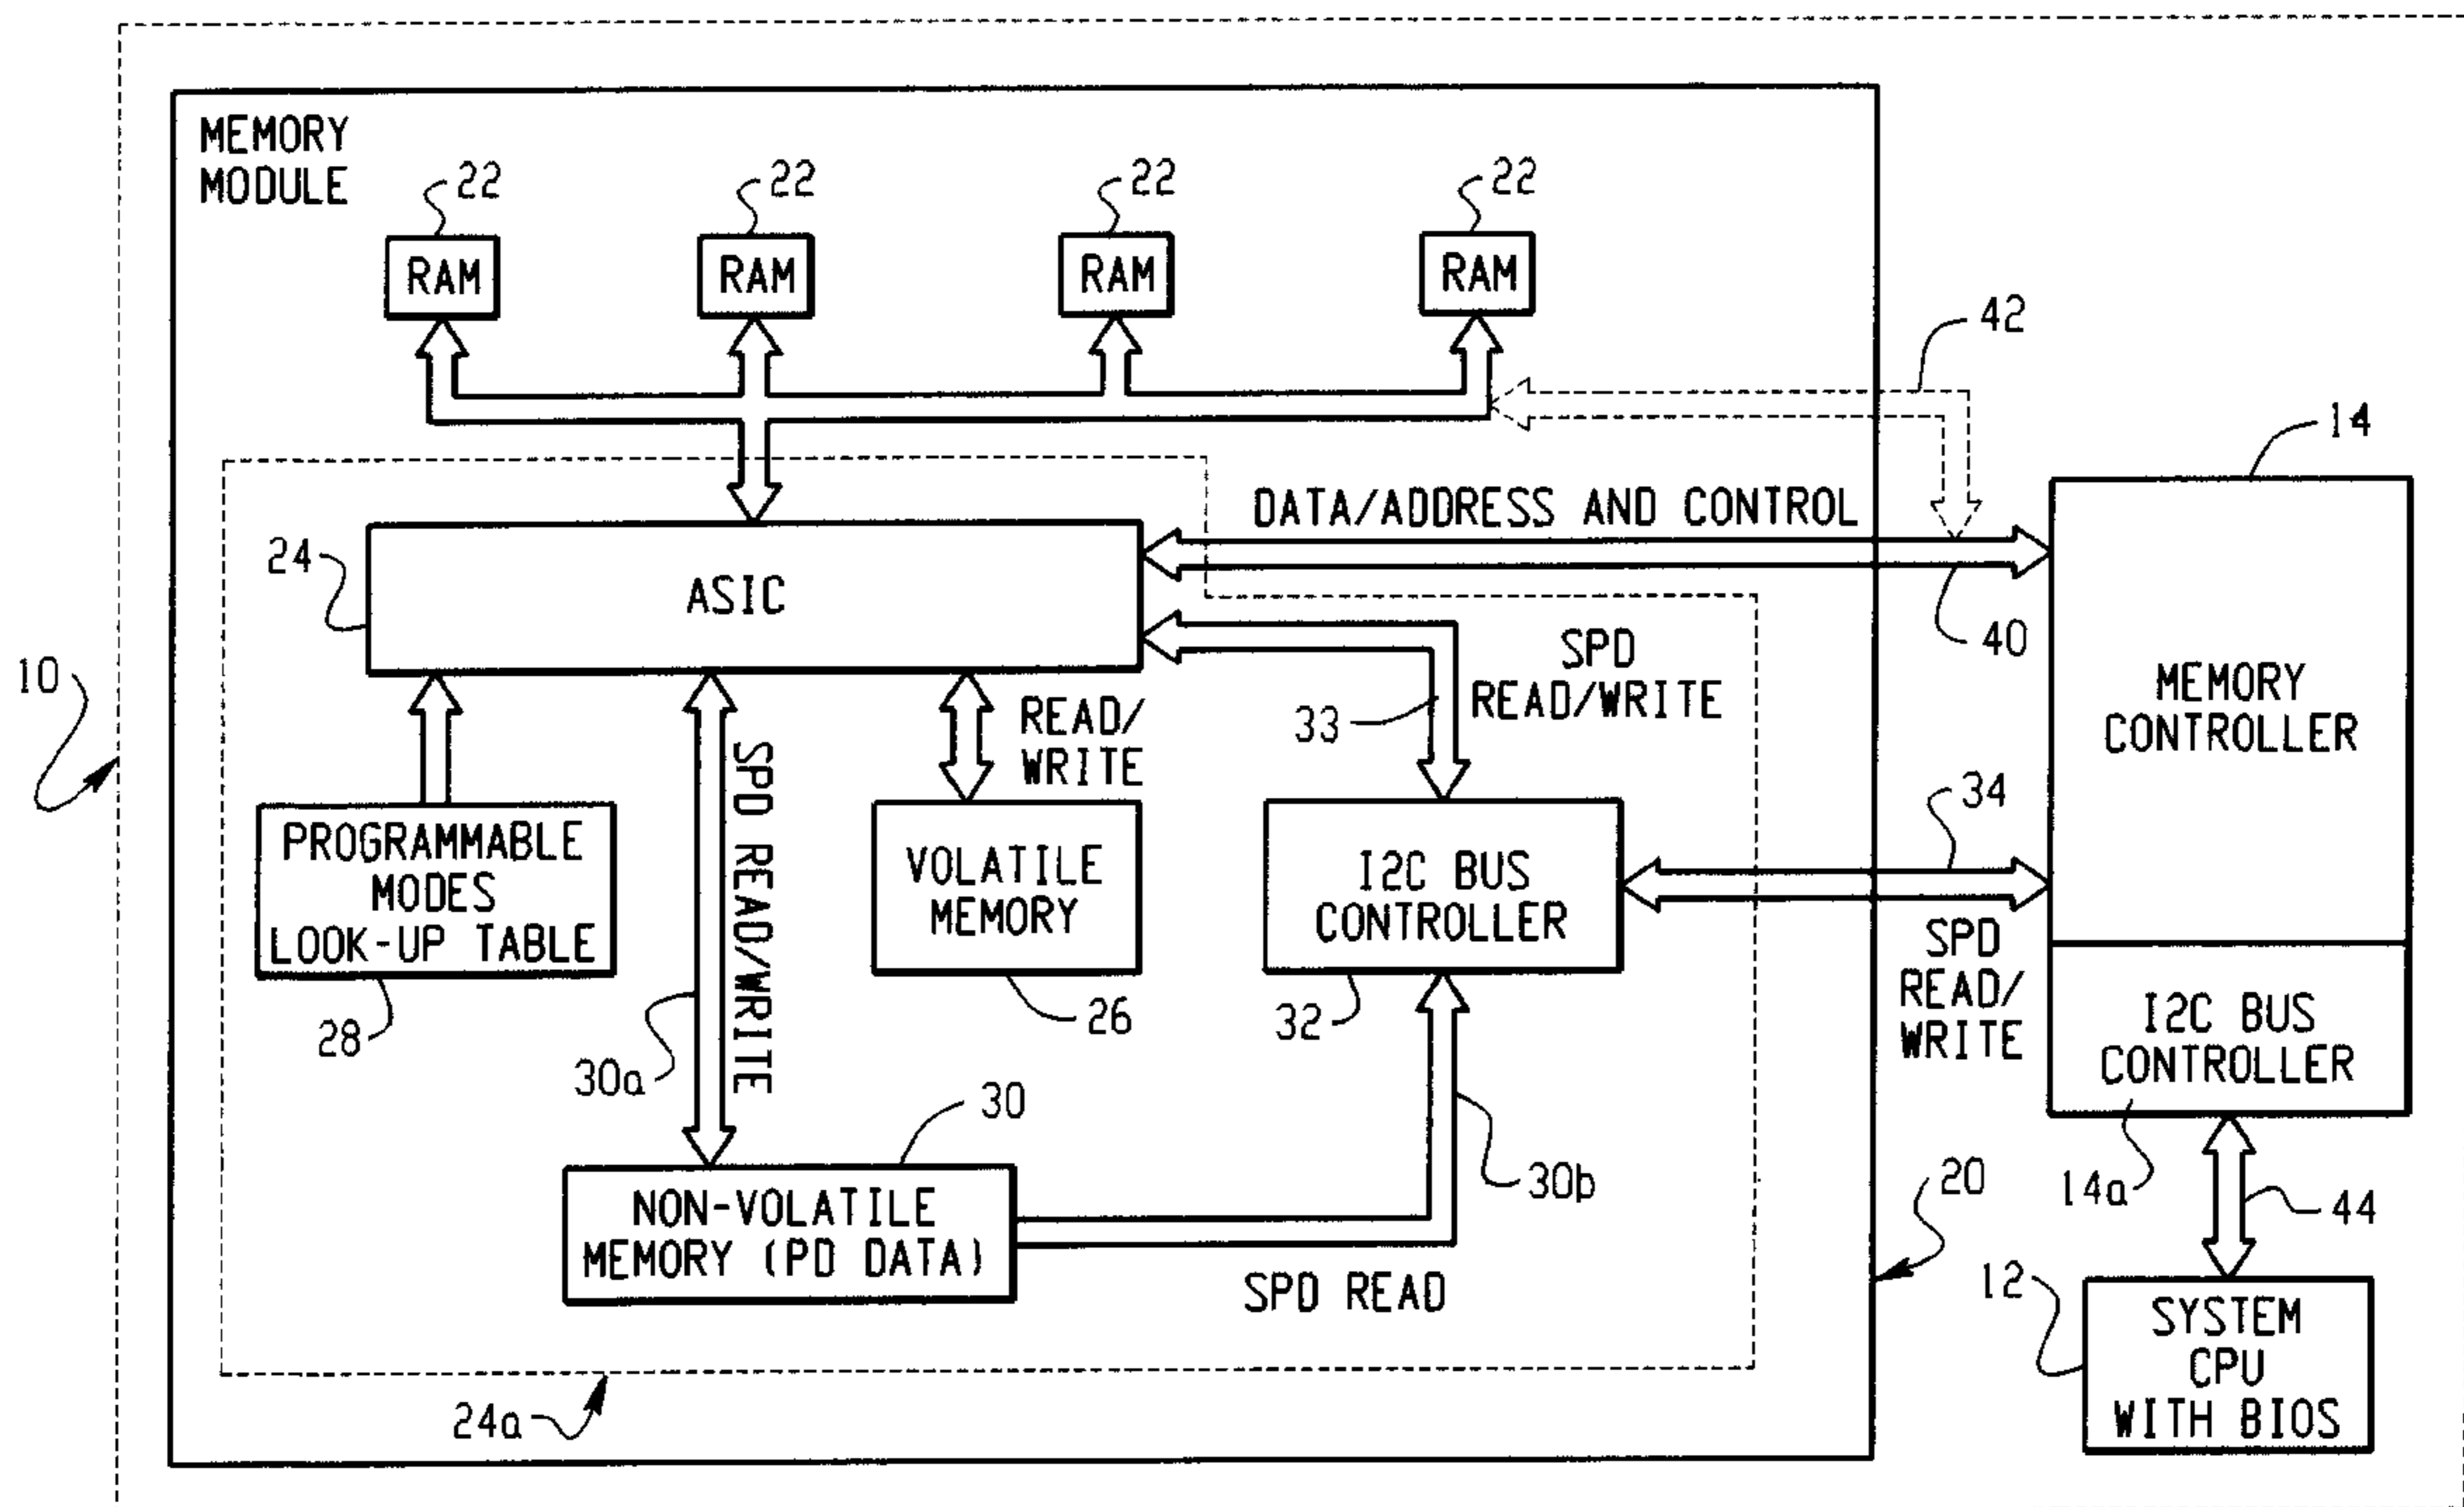 MEMORY
MODULE
22
22
22
22
RAM
RAM
RAM
RAM
42
14
DATA/ADDRESS AND CONTROL
24
ASIC
40
10
SPD
READ/WRITE
33
READ/
WRITE
SPD READ/WRITE
MEMORY
CONTROLLER
34
PROGRAMMABLE
MODES
LOOK-UP TABLE
VOLATILE
MEMORY
I2C BUS
CONTROLLER
SPD
READ/
WRITE
28
26
32
I2C BUS
CONTROLLER
30a
30
30b
14a
20
44
NON-VOLATILE
MEMORY (PD DATA)
SPD READ
12
SYSTEM
CPU
WITH BIOS
24a